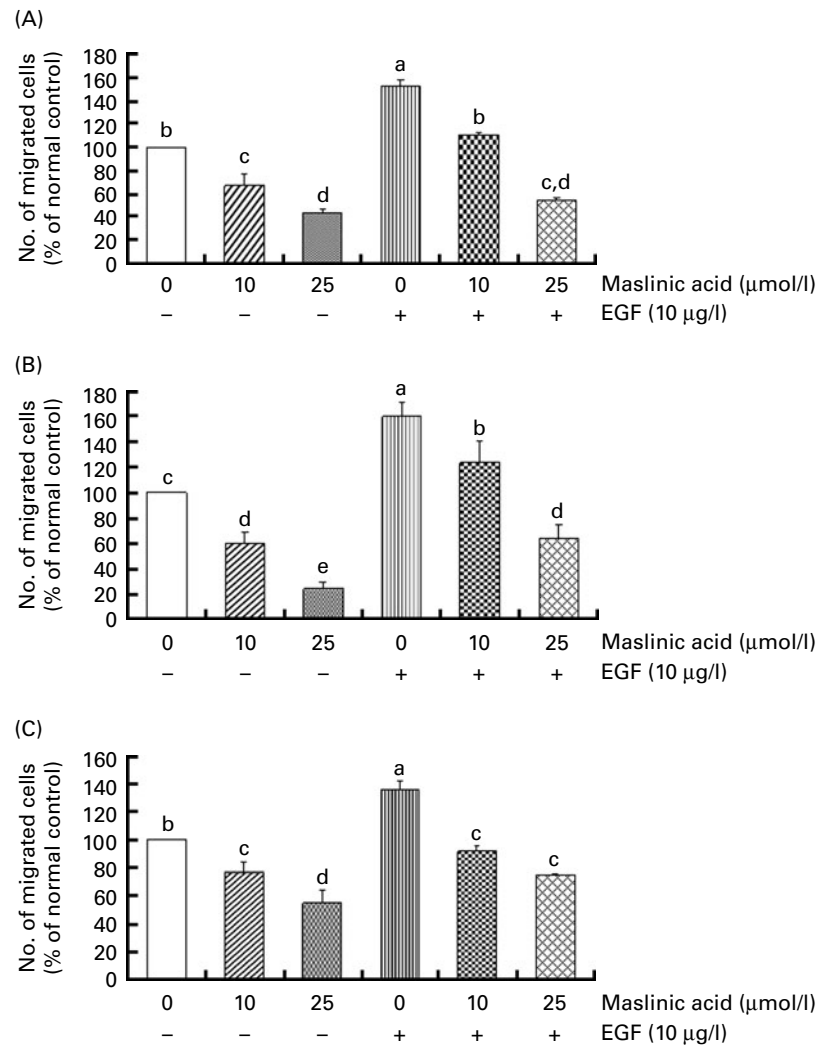 (A)
No. of migrated cells
(% of normal control)
180
160
140
120
100
80
60
40
20
0
b
c
d
a
b
c,d
0 10 25 0 10 25 Maslinic acid (μmol/l)
– – – + + + EGF (10 μg/l)
(B)
No. of migrated cells
(% of normal control)
180
160
140
120
100
80
60
40
20
0
c
d
e
a
b
d
0 10 25 0 10 25 Maslinic acid (μmol/l)
– – – + + + EGF (10 μg/l)
(C)
No. of migrated cells
(% of normal control)
160
140
120
100
80
60
40
20
0
b
c
d
a
c
c
0 10 25 0 10 25 Maslinic acid (μmol/l)
– – – + + + EGF (10 μg/l)